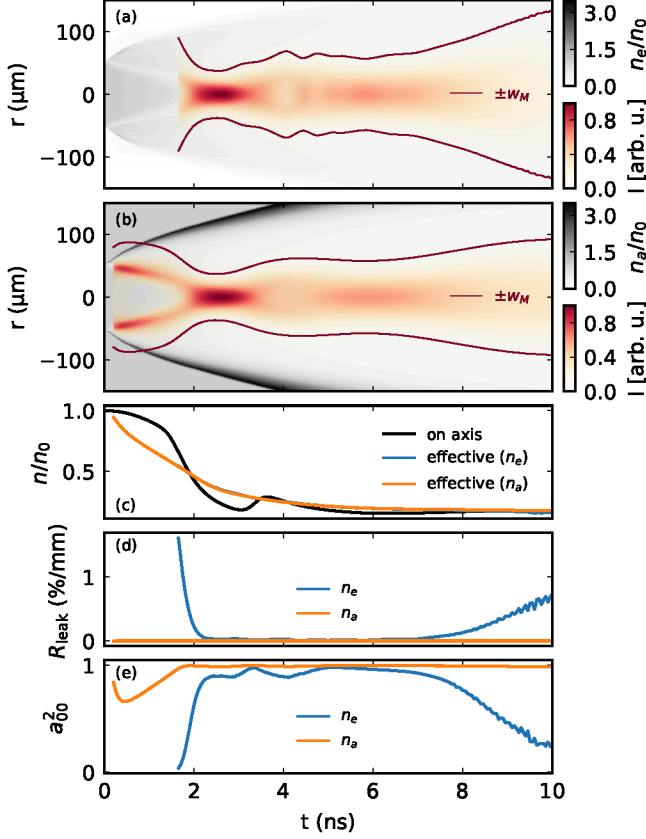 (a)
100
0
−100
r (μm)
±w_M
3.0
1.5
0.0
n_e/n_0
0.8
0.4
0.0
I [arb. u.]
(b)
100
0
−100
r (μm)
±w_M
3.0
1.5
0.0
n_a/n_0
0.8
0.4
0.0
I [arb. u.]
1.0
0.5
n/n_0
on axis
effective (n_e)
effective (n_a)
(c)
(d)
1
0
R_leak (%/mm)
n_e
n_a
(e)
1
0
a_00^2
n_e
n_a
0 2 4 6 8 10
t (ns)